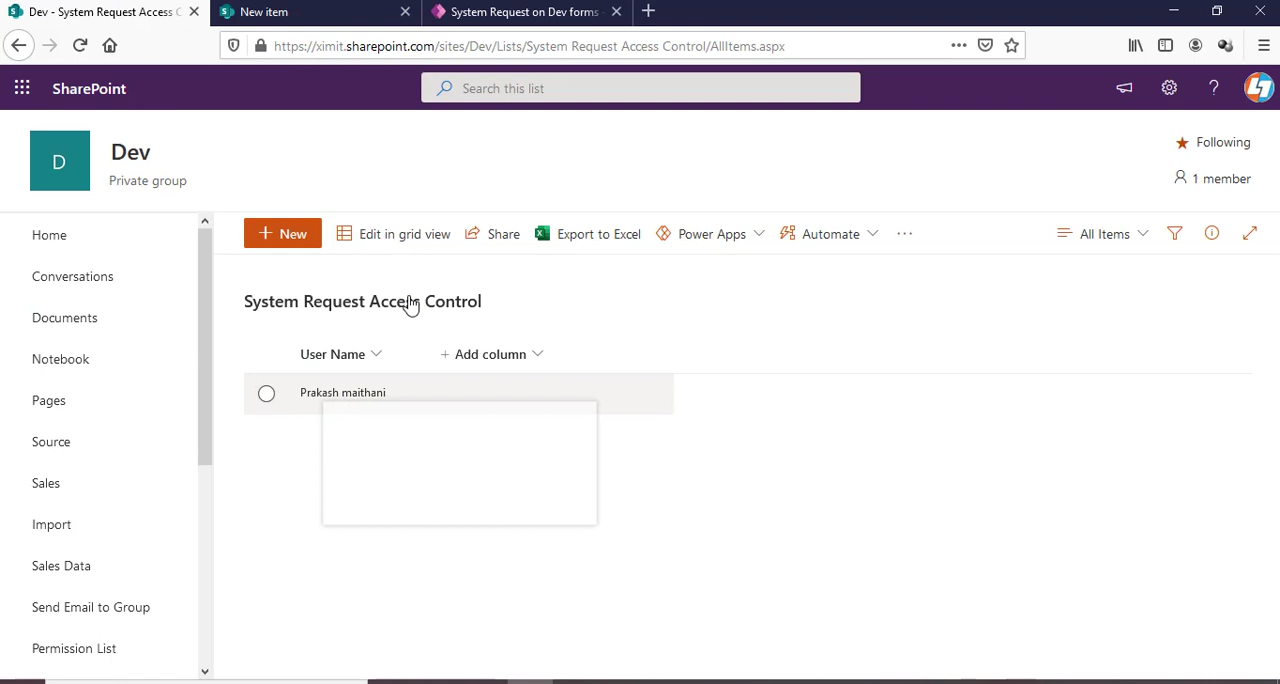 Dev - System Request Access C
New item
System Request on Dev forms
https://ximit.sharepoint.com/sites/Dev/Lists/System Request Access Control/AllItems.aspx
SharePoint
Search this list
D
Dev
Private group
Following
1 member
Home
Conversations
Documents
Notebook
Pages
Source
Sales
Import
Sales Data
Send Email to Group
Permission List
+ New
Edit in grid view
Share
Export to Excel
Power Apps
Automate
All Items
System Request Access Control
User Name
+ Add column
Prakash maithani